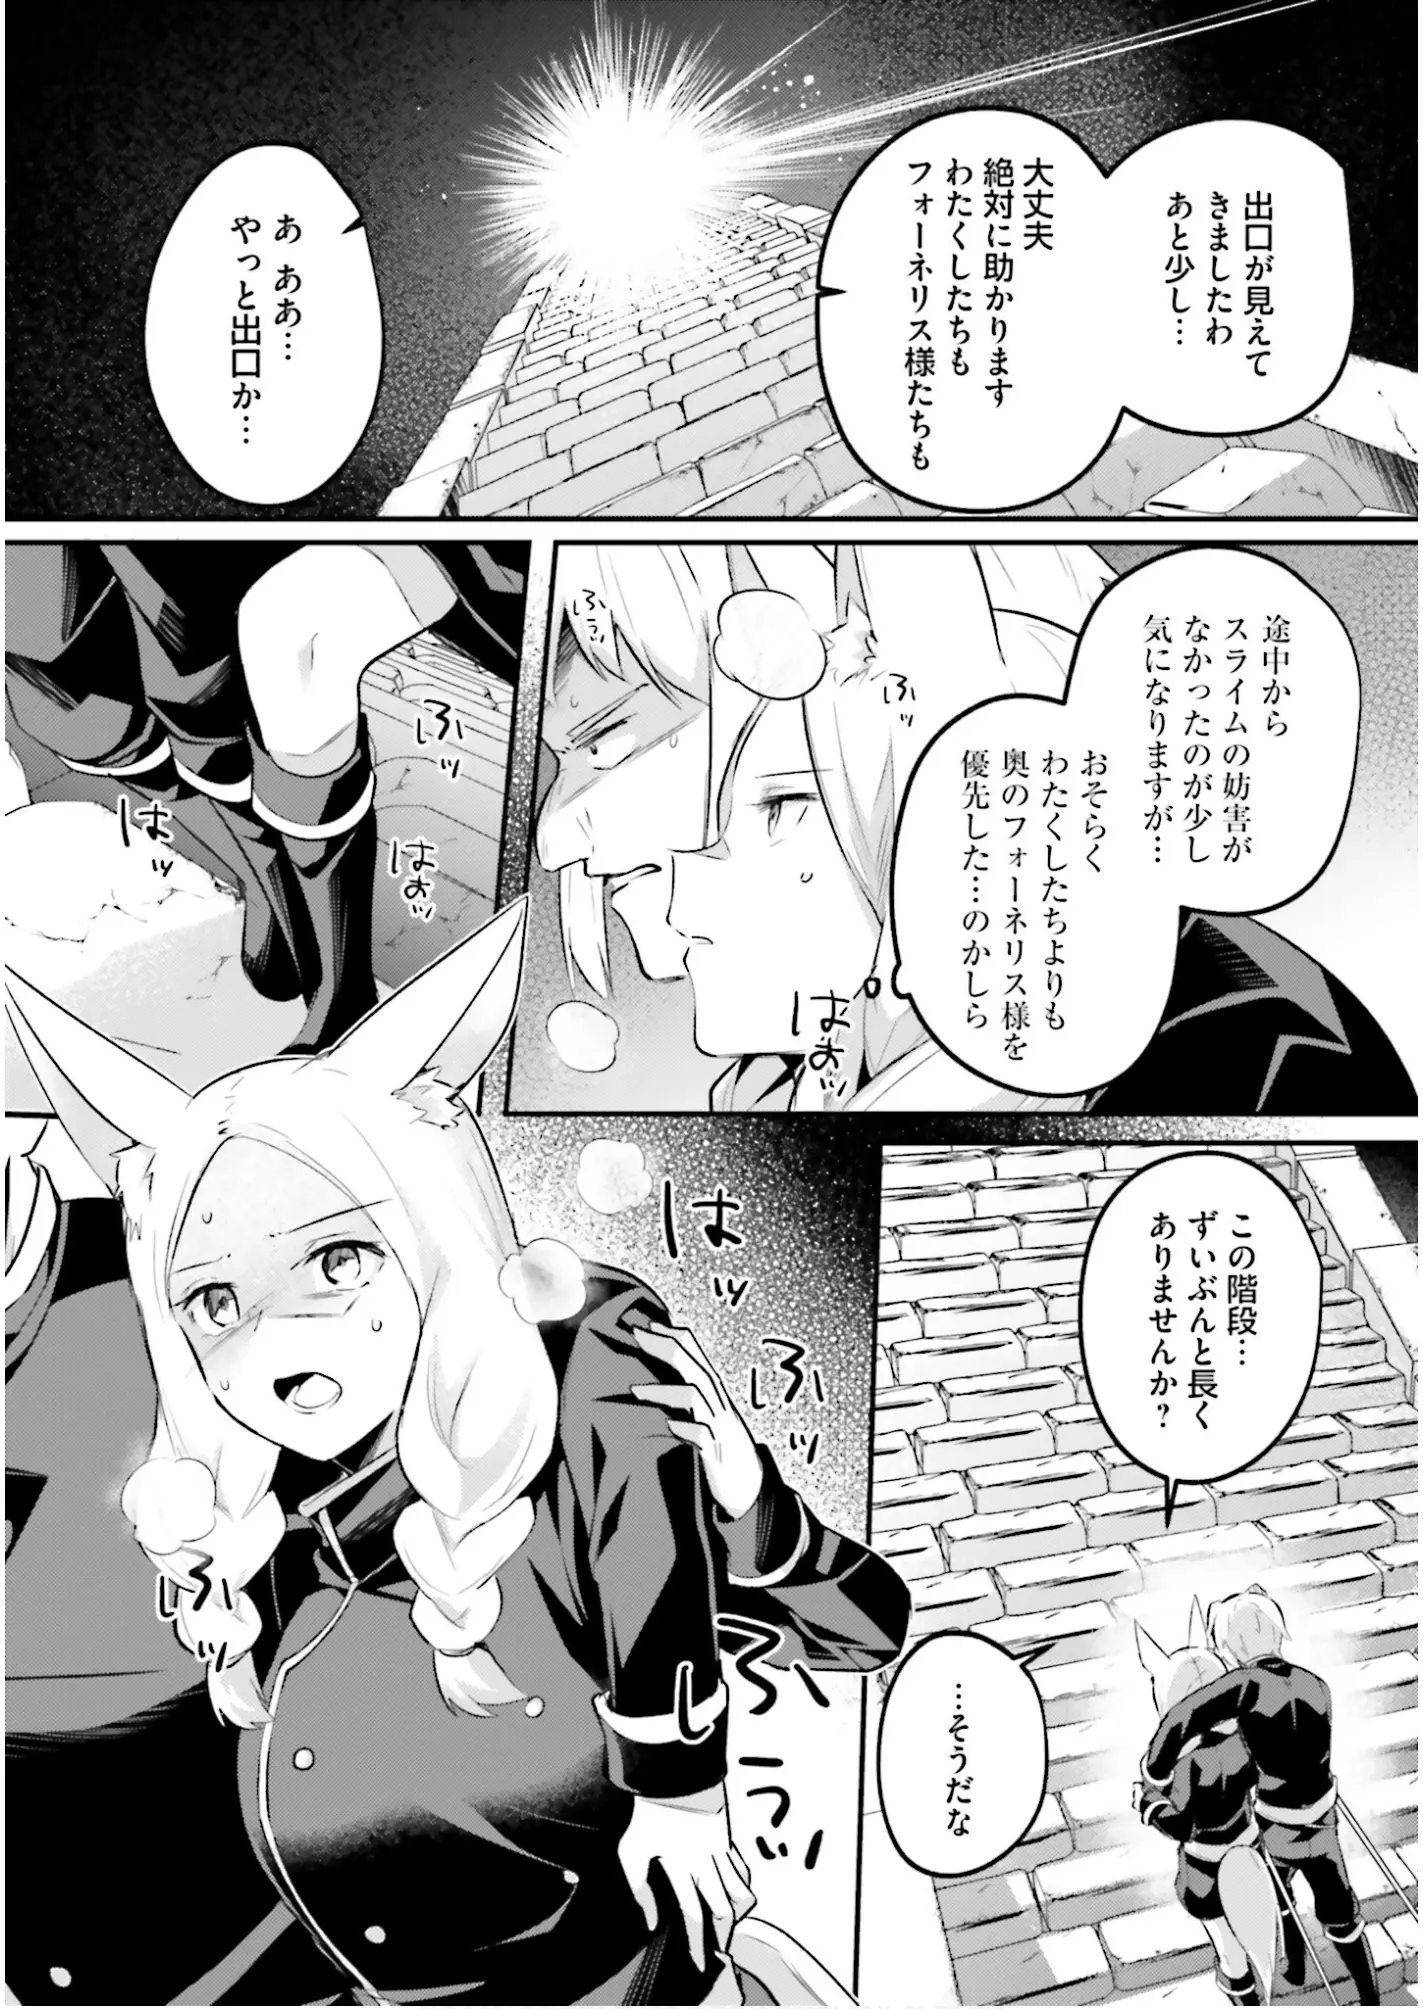 出口が見えて
きましたわ
あと少し…
大丈夫
絶対に助かります
わたくしたちも
フォーネリス様たちも
あ ああ…
やっと出口か…
途中から
スライムの妨害が
なかったのが少し
気になりますが…
おそらく
わたくしたちよりも
奥のフォーネリス様を
優先した…のかしら
ふぅッ
ふッ
はぉッ
ふッ
はッ
はぉッ
この階段…
ずいぶんと長く
ありませんか?
…そうだな
はッ
ふッ
ふッ
ふぅッ